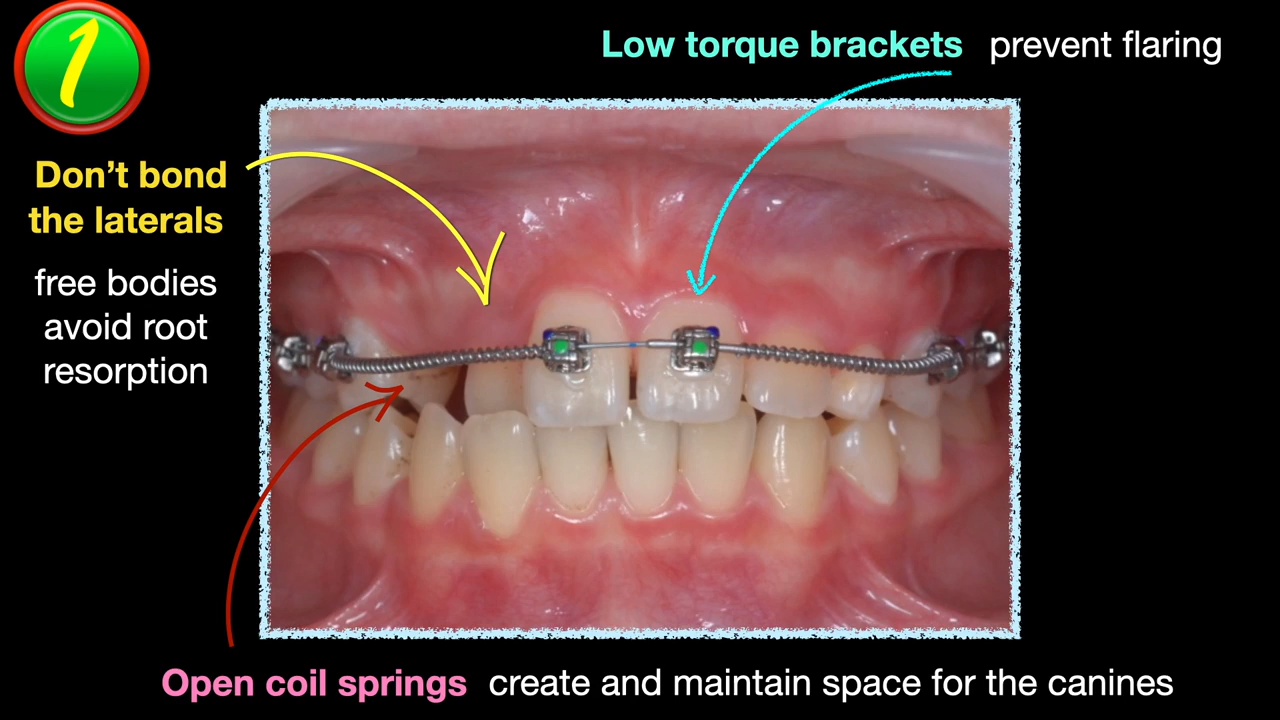 1
Low torque brackets prevent flaring
Don't bond
the laterals
free bodies
avoid root
resorption
Open coil springs create and maintain space for the canines